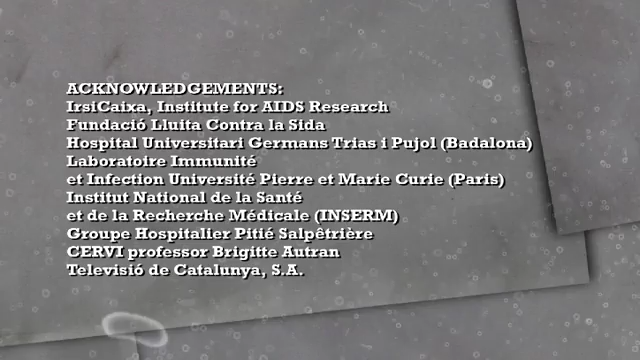 ACKNOWLEDGEMENTS:
IrsiCaixa, Institute for AIDS Research
Fundació Lluita Contra la Sida
Hospital Universitari Germans Trias i Pujol (Badalona)
Laboratoire Immunité
et Infection Université Pierre et Marie Curie (Paris)
Institut National de la Santé
et de la Recherche Médicale (INSERM)
Groupe Hospitalier Pitié Salpêtrière
CERVI professor Brigitte Autran
Televisió de Catalunya, S.A.